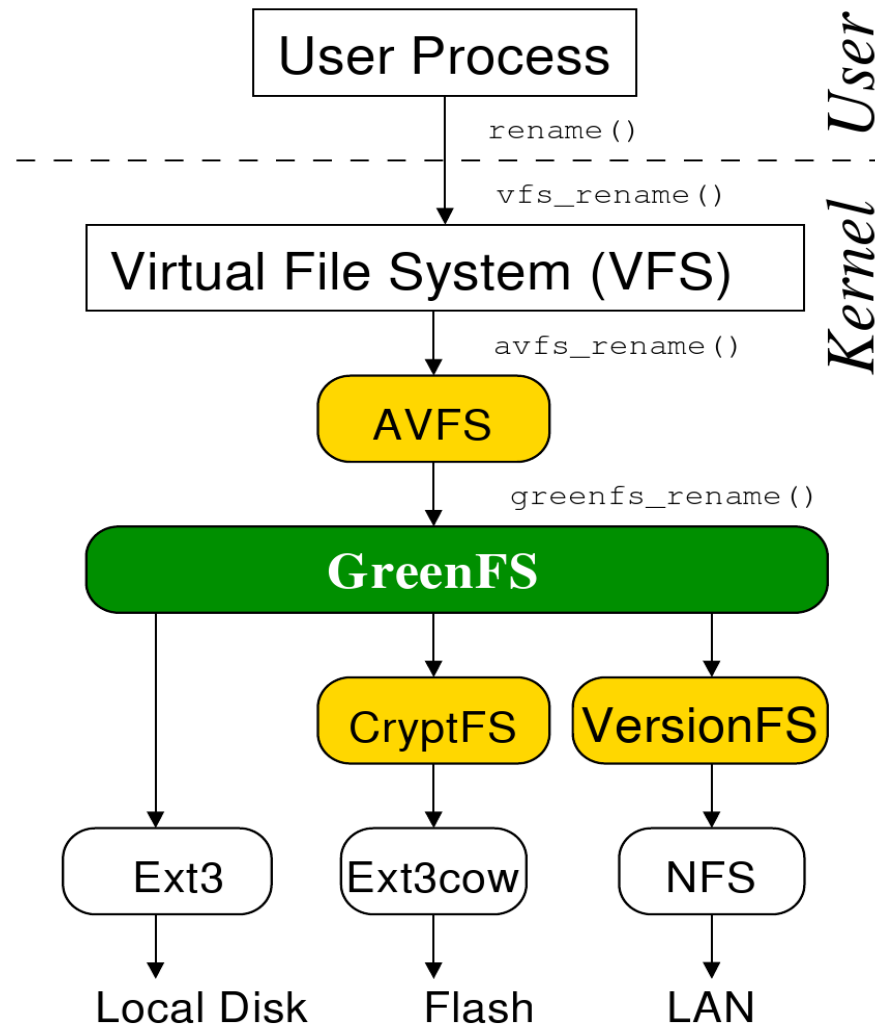 User Process
User
rename()
vfs_rename()
Kernel
Virtual File System (VFS)
avfs_rename()
AVFS
greenfs_rename()
GreenFS
CryptFS
VersionFS
Ext3
Ext3cow
NFS
Local Disk
Flash
LAN